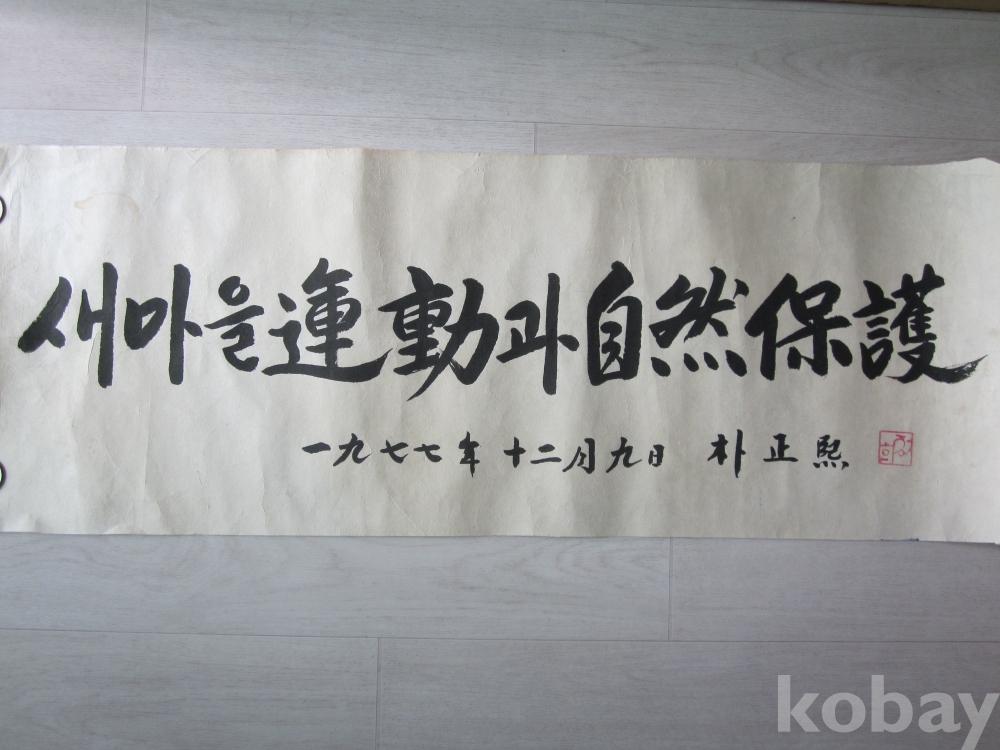 새마을運動과自然保護
一九七七年 十二月九日 朴正熙
kobay